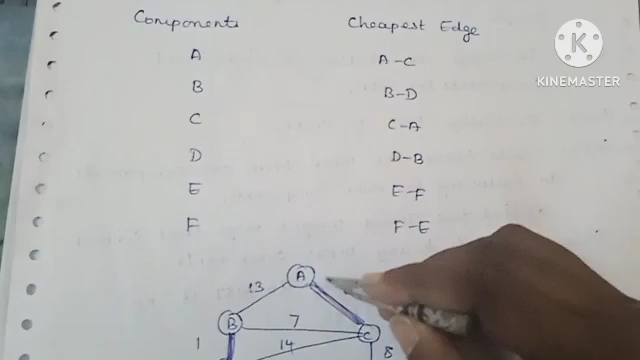 Components Cheapest Edge
K
KINEMASTER
A A-C
B B-D
C C-A
D D-B
E E-F
F F-E
A
13
B 7 C
1 14 8